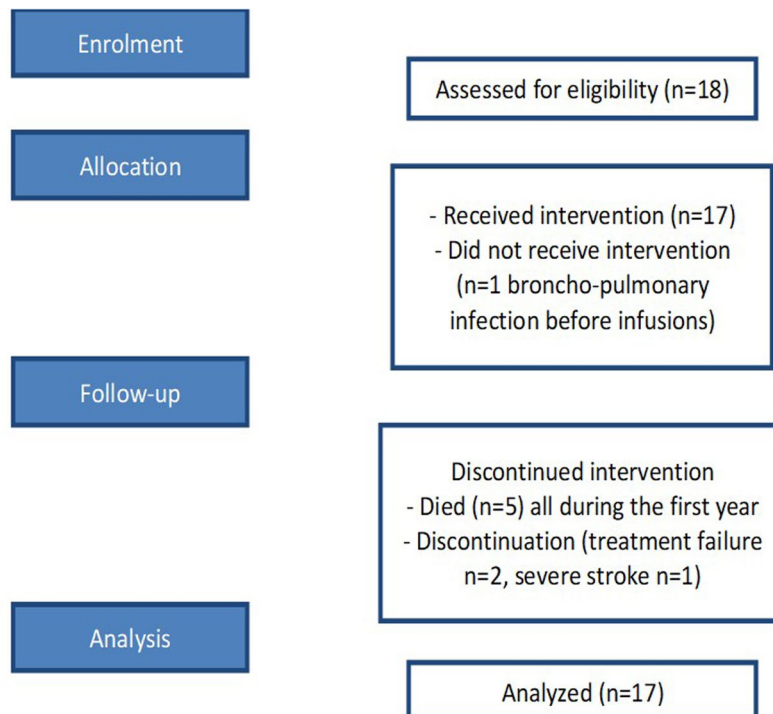 Enrolment
Assessed for eligibility (n=18)
Allocation
- Received intervention (n=17)
- Did not receive intervention
(n=1 broncho-pulmonary
infection before infusions)
Follow-up
Discontinued intervention
- Died (n=5) all during the first year
- Discontinuation (treatment failure
n=2, severe stroke n=1)
Analysis
Analyzed (n=17)